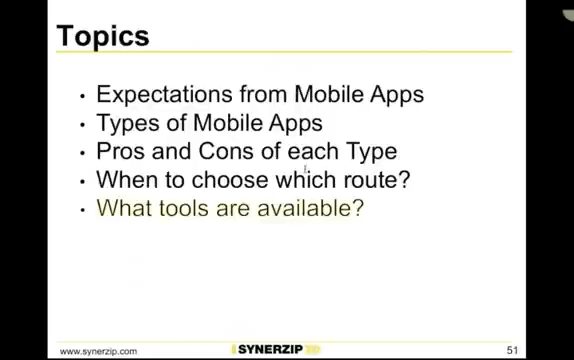 Topics
• Expectations from Mobile Apps
• Types of Mobile Apps
• Pros and Cons of each Type
• When to choose which route?
• What tools are available?
www.synerzip.com
SYNERZIP
51